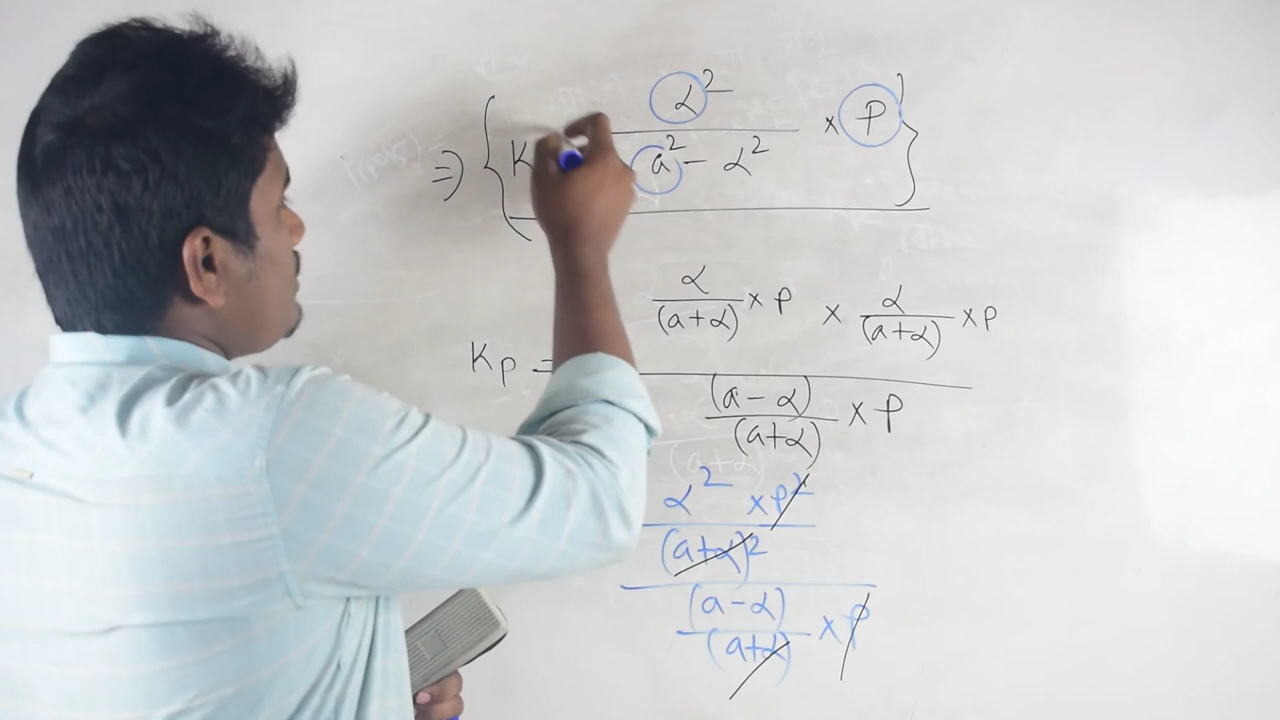 α²
⇒ { K × P }
a² − α²
α/(a+α) × P × α/(a+α) × P
Kp =
(a − α)/(a+α) × P
α² × P²
(a+α)²
(a−α)
(a+α) × P